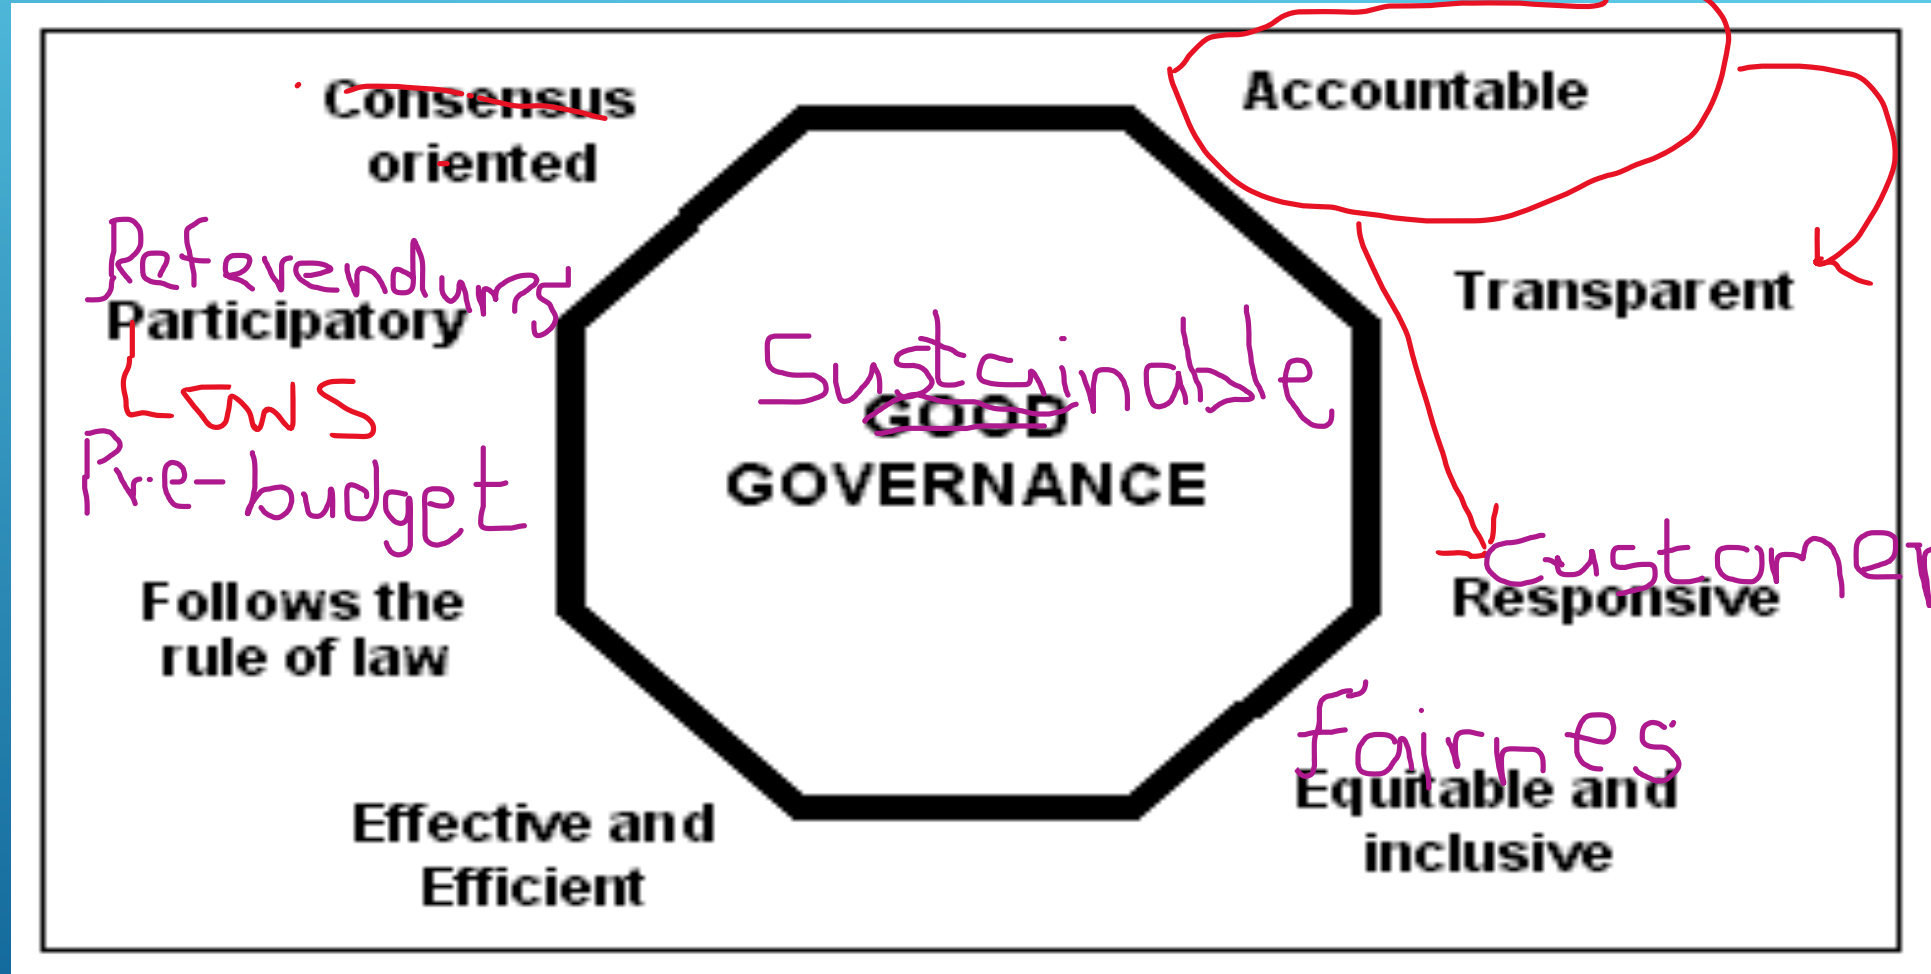 Consensus
oriented
Accountable
Referendums
Participatory
Laws
Pre-budget
Transparent
Sustainable
GOOD
GOVERNANCE
Follows the
rule of law
Customer
Responsive
Effective and
Efficient
Fairnes
Equitable and
inclusive